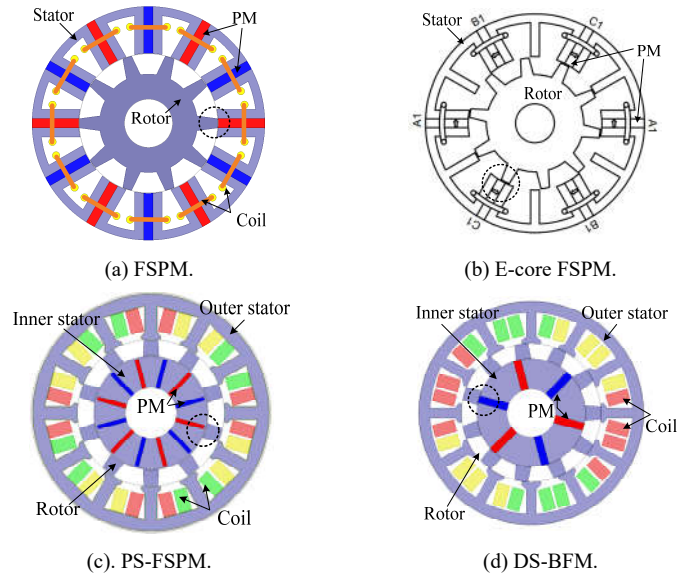 Stator
PM
Rotor
Coil
(a) FSPM.
B1
C1
Stator
PM
Rotor
A1
A1
C1
B1
(b) E-core FSPM.
Inner stator
Outer stator
PM
Rotor
Coil
(c). PS-FSPM.
Inner stator
Outer stator
PM
Coil
Rotor
(d) DS-BFM.